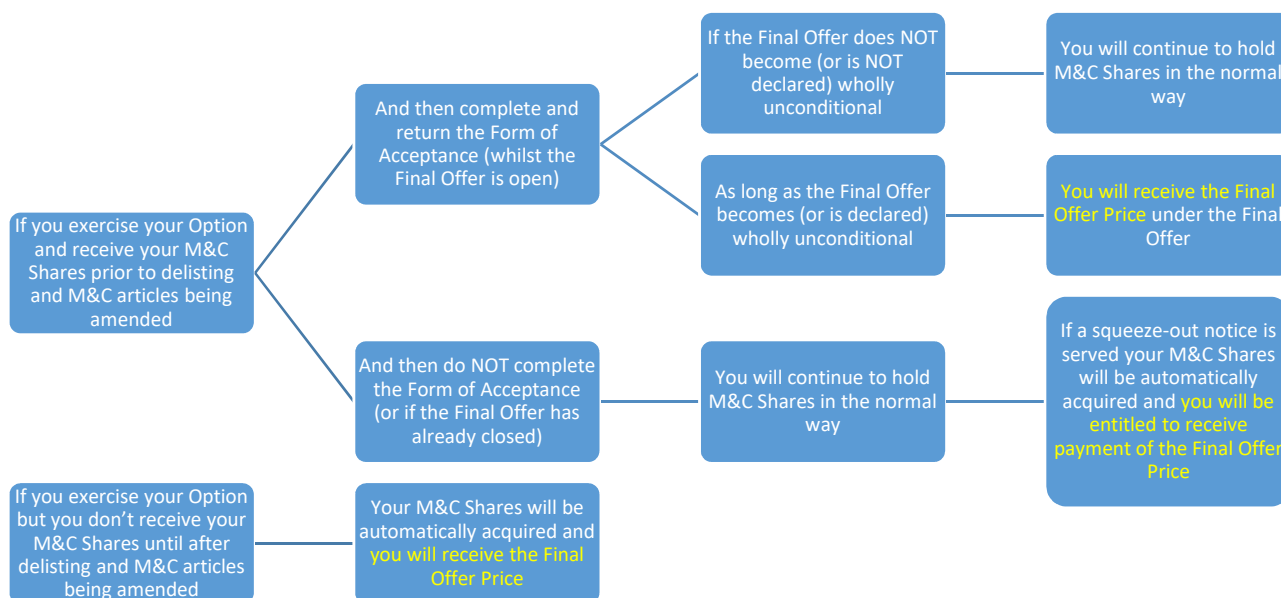 If you exercise your Option
and receive your M&C
Shares prior to delisting
and M&C articles being
amended
And then complete and
return the Form of
Acceptance (whilst the
Final Offer is open)
If the Final Offer does NOT
become (or is NOT
declared) wholly
unconditional
You will continue to hold
M&C Shares in the normal
way
As long as the Final Offer
becomes (or is declared)
wholly unconditional
You will receive the Final
Offer Price under the Final
Offer
And then do NOT complete
the Form of Acceptance
(or if the Final Offer has
already closed)
You will continue to hold
M&C Shares in the normal
way
If a squeeze-out notice is
served your M&C Shares
will be automatically
acquired and you will be
entitled to receive
payment of the Final Offer
Price
If you exercise your Option
but you don’t receive your
M&C Shares until after
delisting and M&C articles
being amended
Your M&C Shares will be
automatically acquired and
you will receive the Final
Offer Price